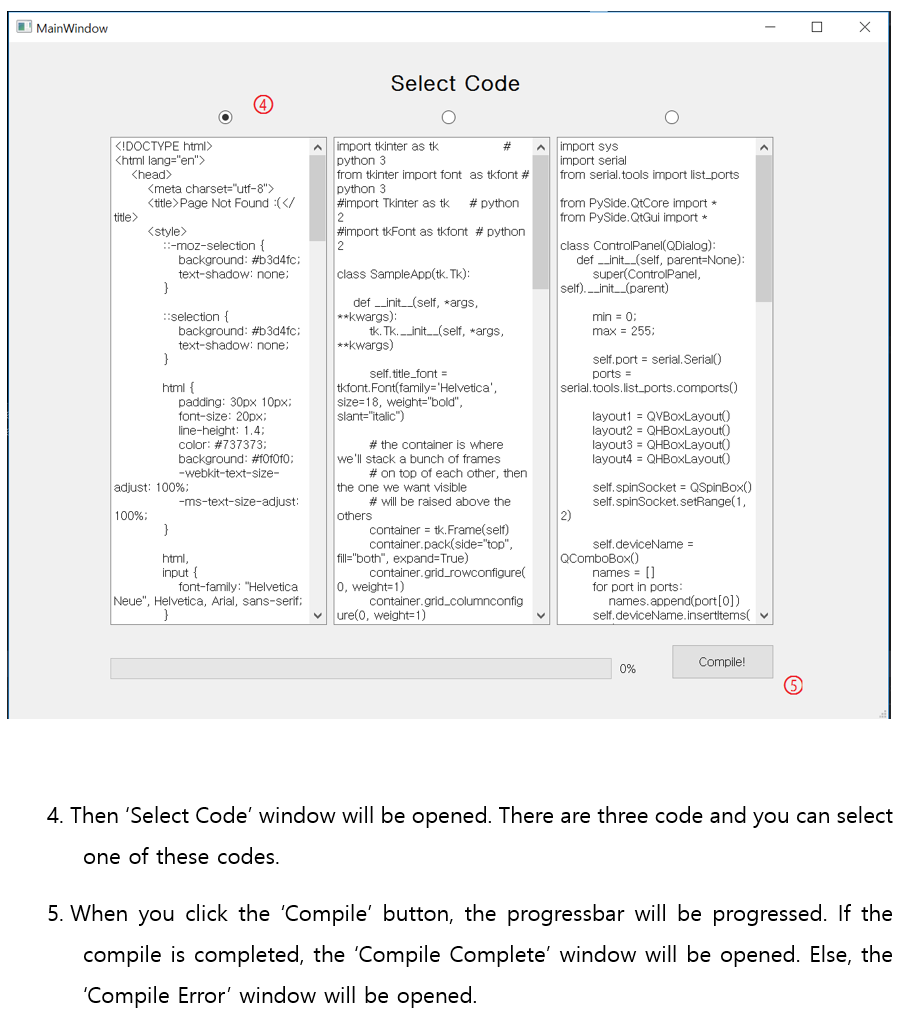 MainWindow
Select Code
④
<!DOCTYPE html>
<html lang="en">
<head>
<meta charset="utf-8">
<title>Page Not Found :(</
title>
<style>
::-moz-selection {
background: #b3d4fc;
text-shadow: none;
}
::selection {
background: #b3d4fc;
text-shadow: none;
}
html {
padding: 30px 10px;
font-size: 20px;
line-height: 1.4;
color: #737373;
background: #f0f0f0;
-webkit-text-size-
adjust: 100%;
-ms-text-size-adjust:
100%;
}
html,
input {
font-family: "Helvetica
Neue", Helvetica, Arial, sans-serif;
}
import tkinter as tk #
python 3
from tkinter import font as tkfont #
python 3
#import Tkinter as tk # python
2
#import tkFont as tkfont # python
2
class SampleApp(tk.Tk):
def __init__(self, *args,
**kwargs):
tk.Tk.__init__(self, *args,
**kwargs)
self.title_font =
tkfont.Font(family='Helvetica',
size=18, weight="bold",
slant="italic")
# the container is where
we'll stack a bunch of frames
# on top of each other, then
the one we want visible
# will be raised above the
others
container = tk.Frame(self)
container.pack(side="top",
fill="both", expand=True)
container.grid_rowconfigure(
0, weight=1)
container.grid_columnconfig
ure(0, weight=1)
import sys
import serial
from serial.tools import list_ports
from PySide.QtCore import *
from PySide.QtGui import *
class ControlPanel(QDialog):
def __init__(self, parent=None):
super(ControlPanel,
self).__init__(parent)
min = 0;
max = 255;
self.port = serial.Serial()
ports =
serial.tools.list_ports.comports()
layout1 = QVBoxLayout()
layout2 = QHBoxLayout()
layout3 = QHBoxLayout()
layout4 = QHBoxLayout()
self.spinSocket = QSpinBox()
self.spinSocket.setRange(1,
2)
self.deviceName =
QComboBox()
names = []
for port in ports:
names.append(port[0])
self.deviceName.insertItems(
0%
Compile!
⑤
4. Then ‘Select Code’ window will be opened. There are three code and you can select
one of these codes.
5. When you click the ‘Compile’ button, the progressbar will be progressed. If the
compile is completed, the ‘Compile Complete’ window will be opened. Else, the
‘Compile Error’ window will be opened.